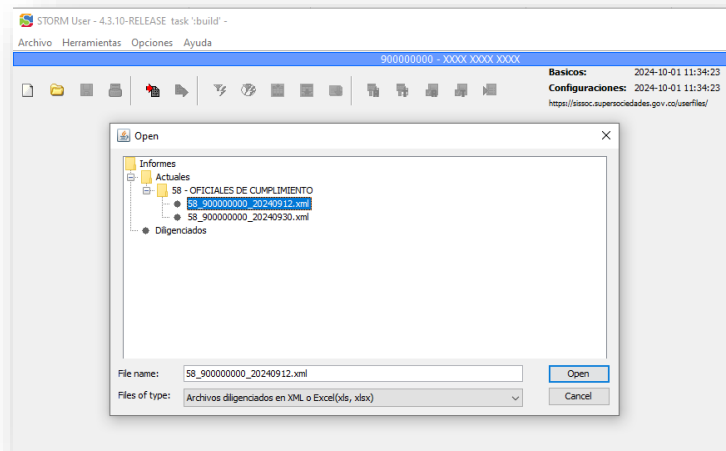 STORM User - 4.3.10-RELEASE task ':build' -
Archivo Herramientas Opciones Ayuda
900000000 - XXXX XXXX XXXX
Basicos: 2024-10-01 11:34:23
Configuraciones: 2024-10-01 11:34:23
https://sissoc.supersociedades.gov.co/userfiles/
Open
Informes
Actuales
58 - OFICIALES DE CUMPLIMIENTO
58_900000000_20240912.xml
58_900000000_20240930.xml
Diligenciados
File name: 58_900000000_20240912.xml Open
Files of type: Archivos diligenciados en XML o Excel(xls, xlsx) Cancel